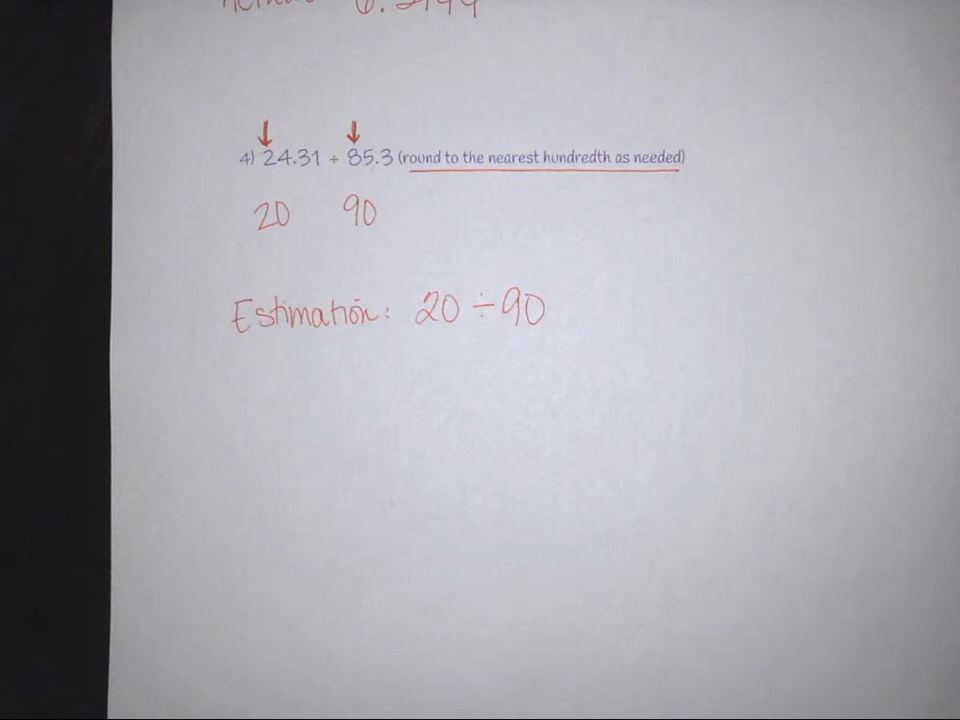 4) 24.31 ÷ 85.3 (round to the nearest hundredth as needed)
20 90
Estimation: 20 ÷ 90